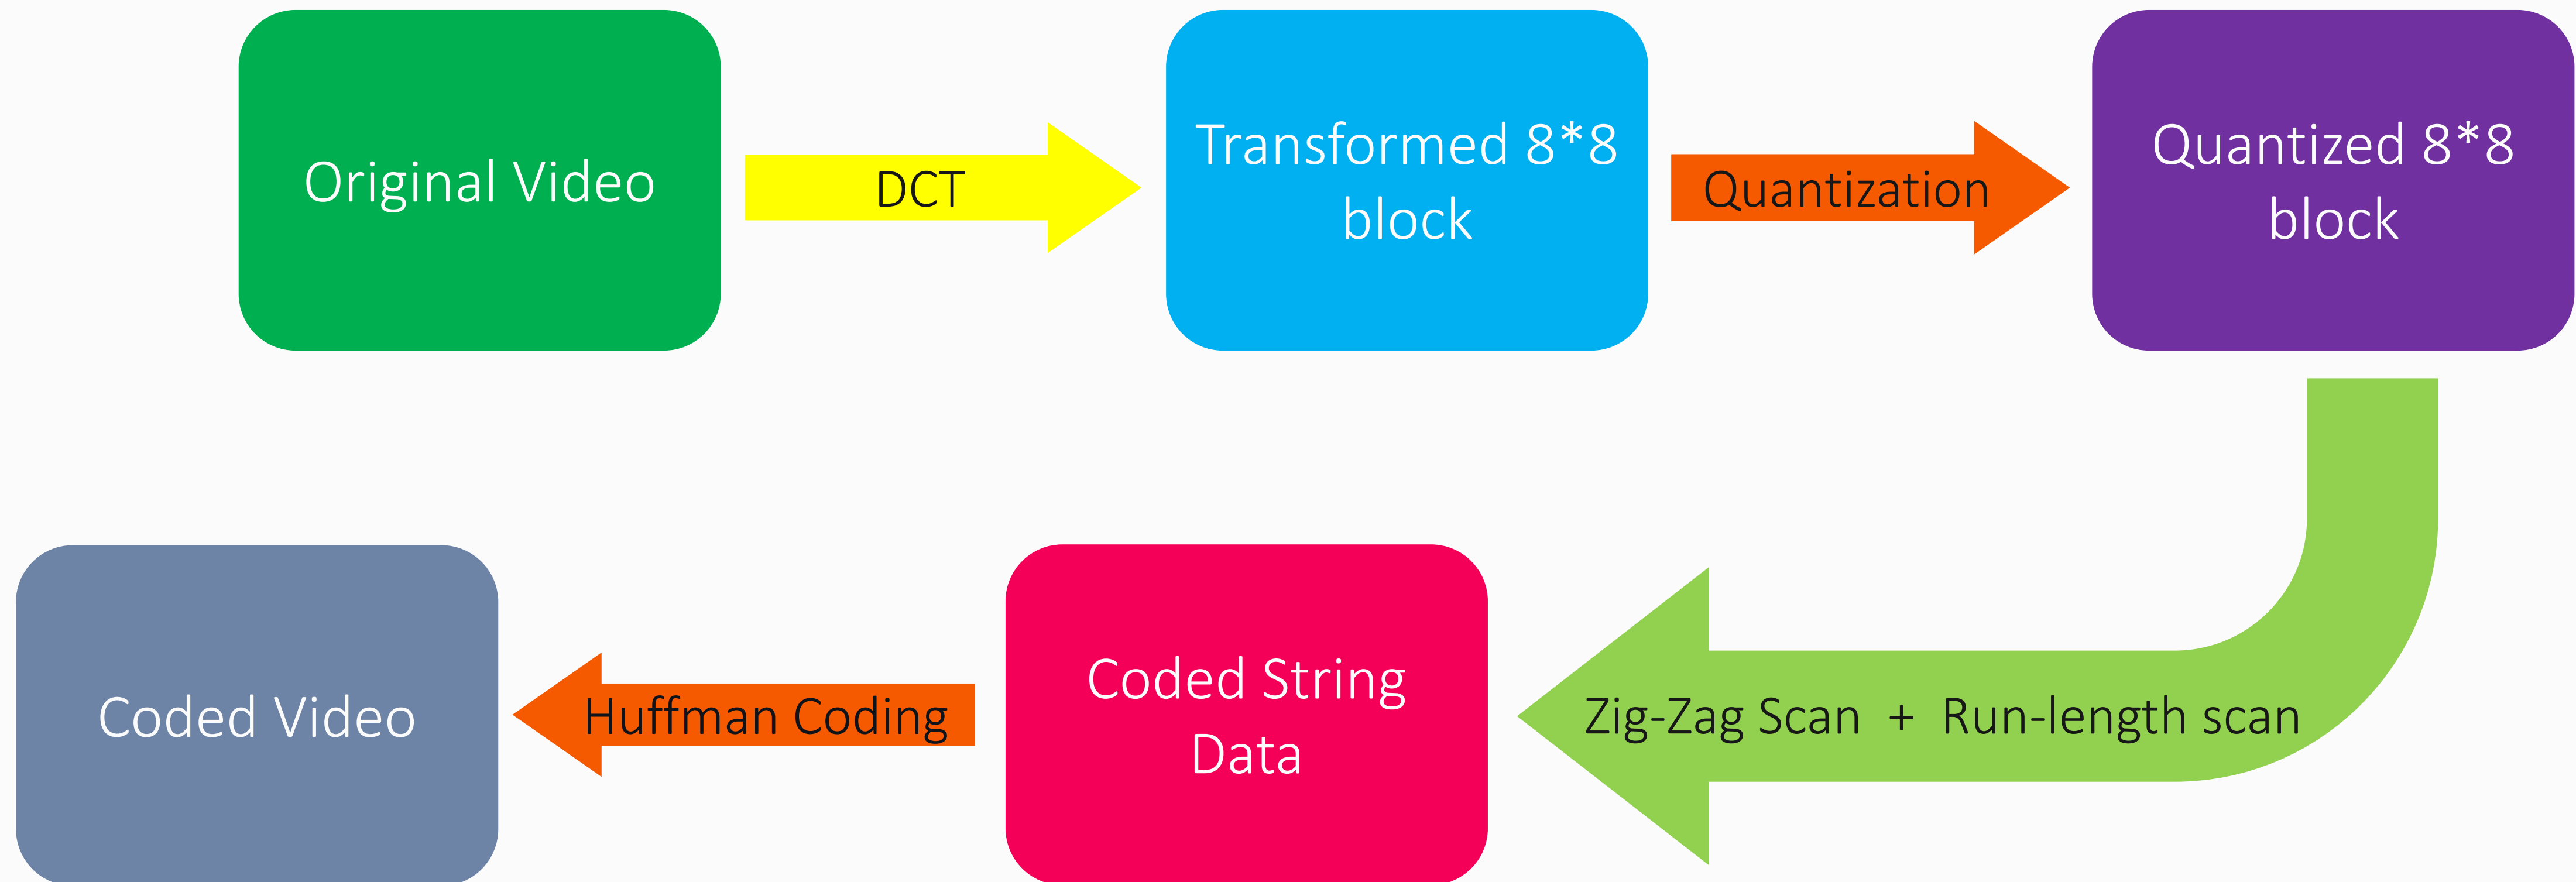 Original Video
DCT
Transformed 8*8
block
Quantization
Quantized 8*8
block
Zig-Zag Scan + Run-length scan
Coded String
Data
Huffman Coding
Coded Video